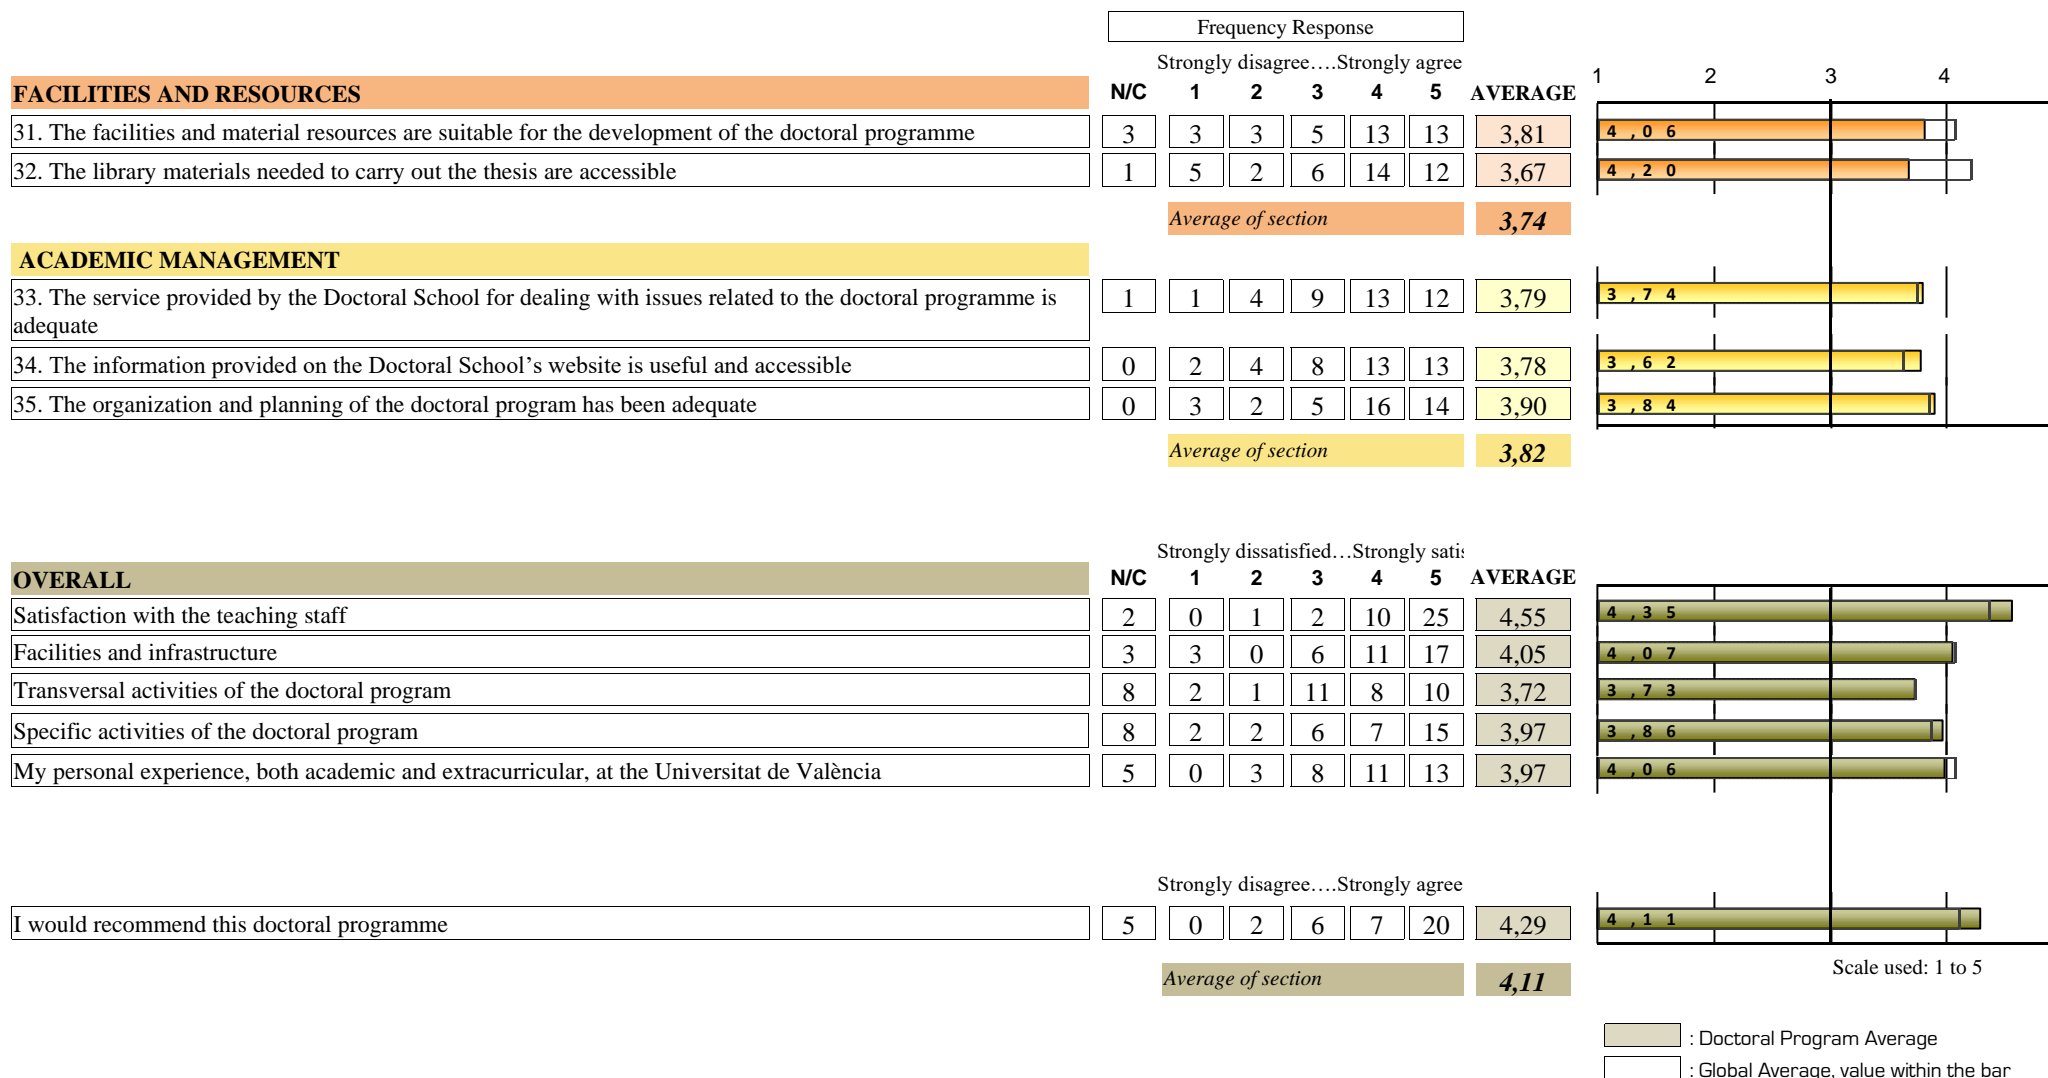 Frequency Response
Strongly disagree….Strongly agree
FACILITIES AND RESOURCES N/C 1 2 3 4 5 AVERAGE 1 2 3 4
31. The facilities and material resources are suitable for the development of the doctoral programme 3 3 3 5 13 13 3,81 4,06
32. The library materials needed to carry out the thesis are accessible 1 5 2 6 14 12 3,67 4,20
Average of section 3,74
ACADEMIC MANAGEMENT
33. The service provided by the Doctoral School for dealing with issues related to the doctoral programme is
adequate 1 1 4 9 13 12 3,79 3,74
34. The information provided on the Doctoral School’s website is useful and accessible 0 2 4 8 13 13 3,78 3,62
35. The organization and planning of the doctoral program has been adequate 0 3 2 5 16 14 3,90 3,84
Average of section 3,82
Strongly dissatisfied…Strongly satis
OVERALL N/C 1 2 3 4 5 AVERAGE
Satisfaction with the teaching staff 2 0 1 2 10 25 4,55 4,35
Facilities and infrastructure 3 3 0 6 11 17 4,05 4,07
Transversal activities of the doctoral program 8 2 1 11 8 10 3,72 3,73
Specific activities of the doctoral program 8 2 2 6 7 15 3,97 3,86
My personal experience, both academic and extracurricular, at the Universitat de València 5 0 3 8 11 13 3,97 4,06
Strongly disagree….Strongly agree
I would recommend this doctoral programme 5 0 2 6 7 20 4,29 4,11
Average of section 4,11
Scale used: 1 to 5
: Doctoral Program Average
: Global Average, value within the bar